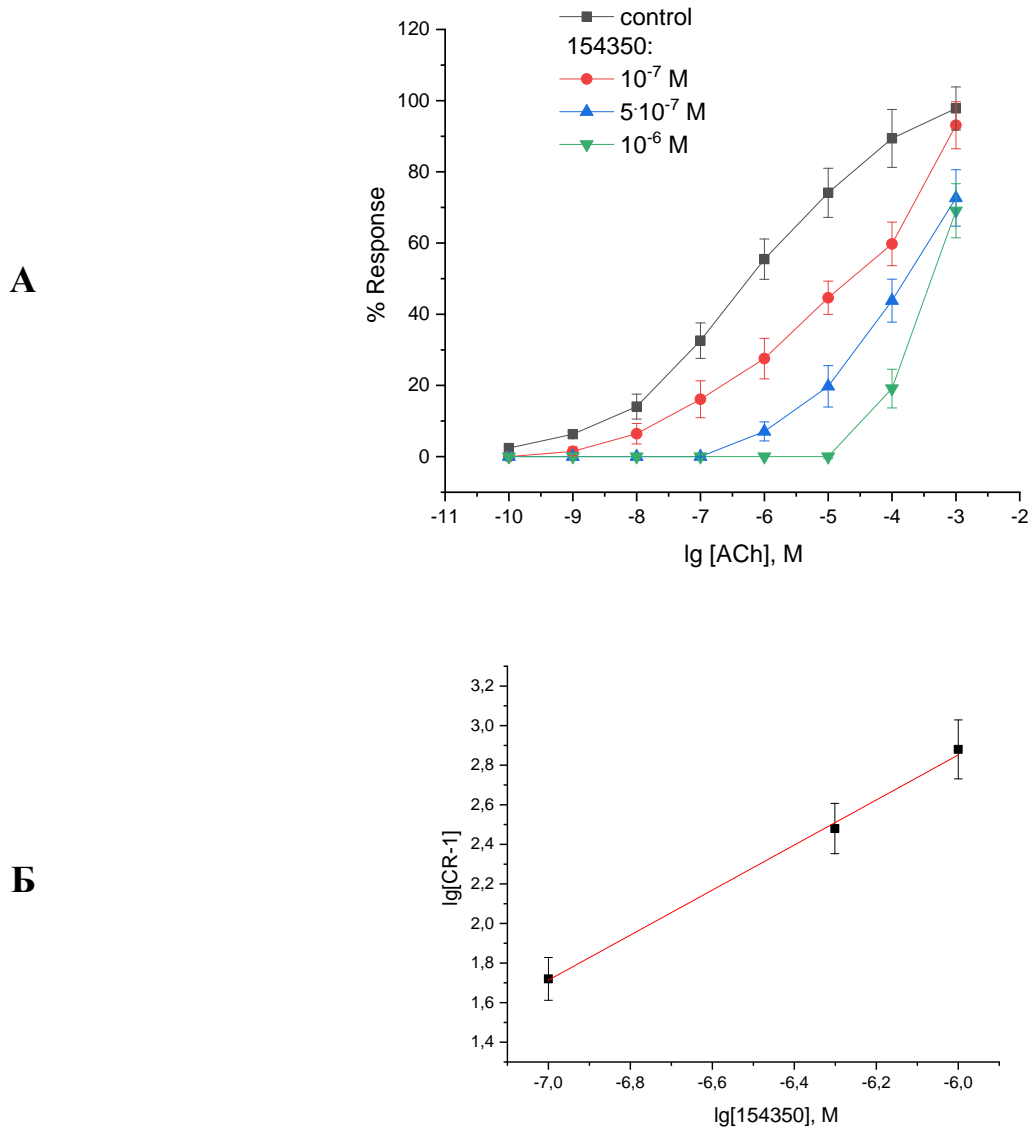 control
154350:
10⁻⁷ M
5·10⁻⁷ M
10⁻⁶ M
120
100
80
60
40
20
0
% Response
А
-11 -10 -9 -8 -7 -6 -5 -4 -3 -2
lg [ACh], M
3,2
3,0
2,8
2,6
2,4
2,2
2,0
1,8
1,6
1,4
lg[CR-1]
Б
-7,0 -6,8 -6,6 -6,4 -6,2 -6,0
lg[154350], M